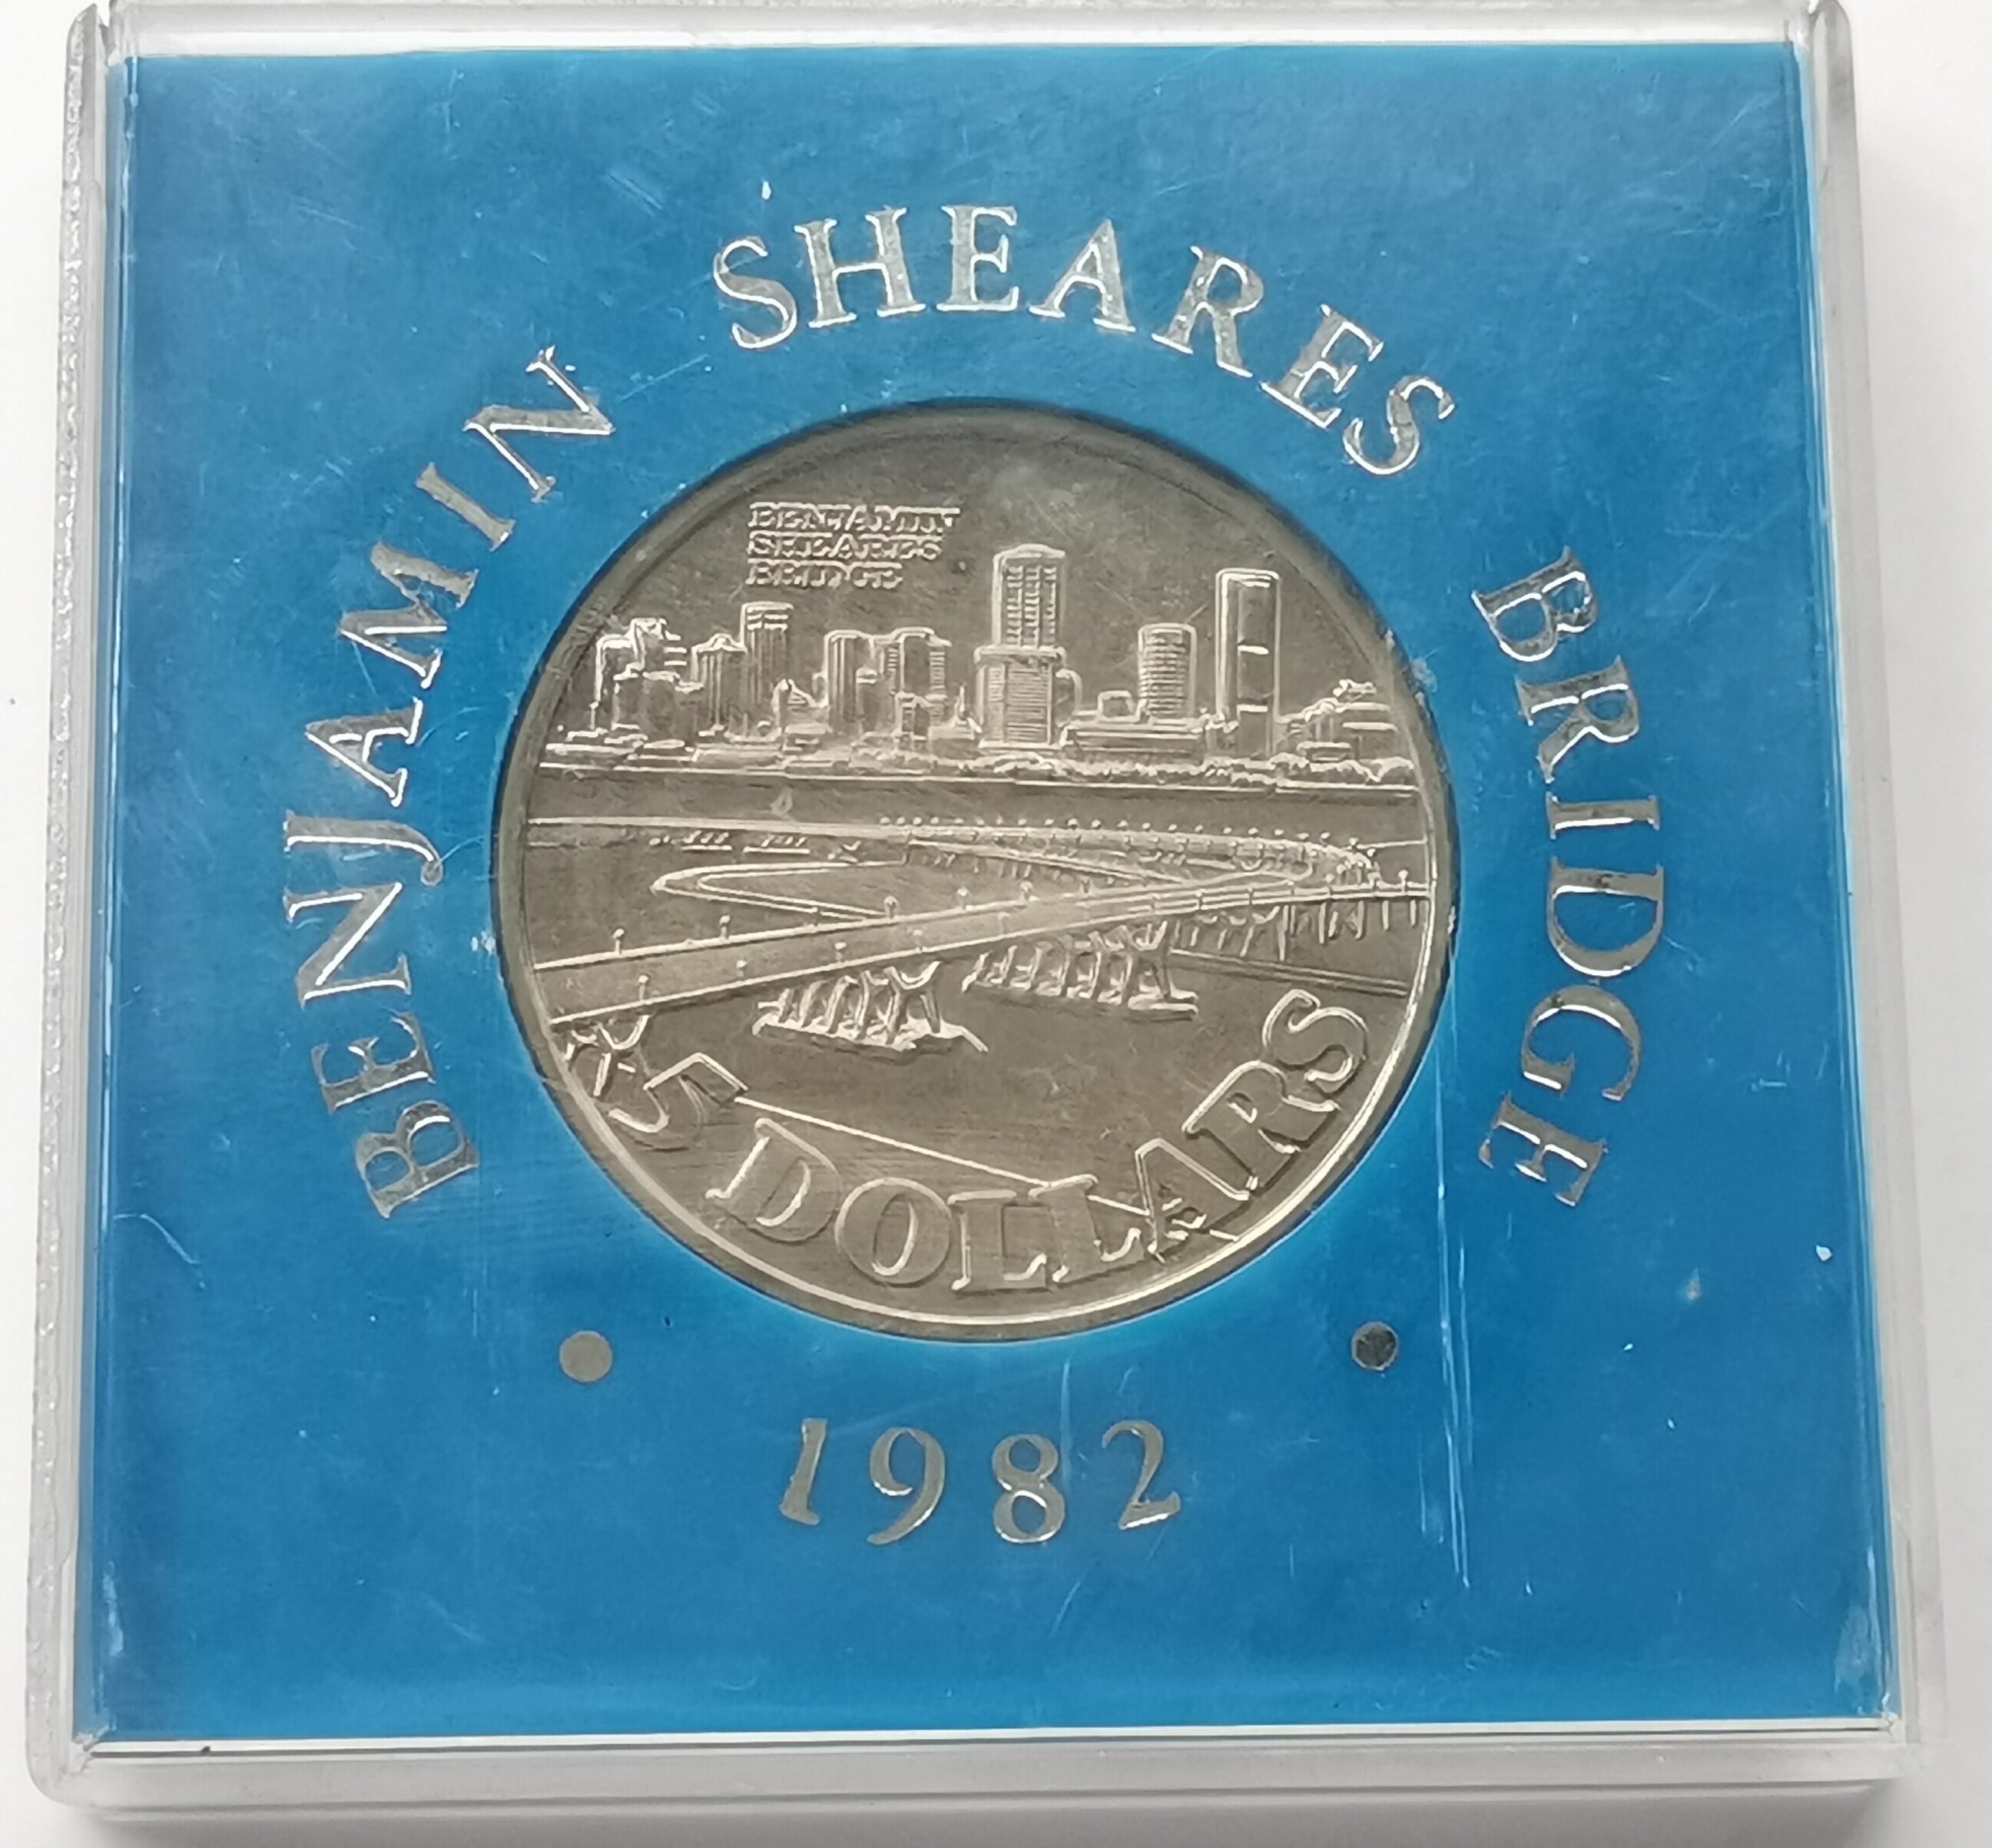 BENJAMIN SHEARES BRIDGE
BENJAMIN
SHEARES
BRIDGE
5 DOLLARS
• 1982 •